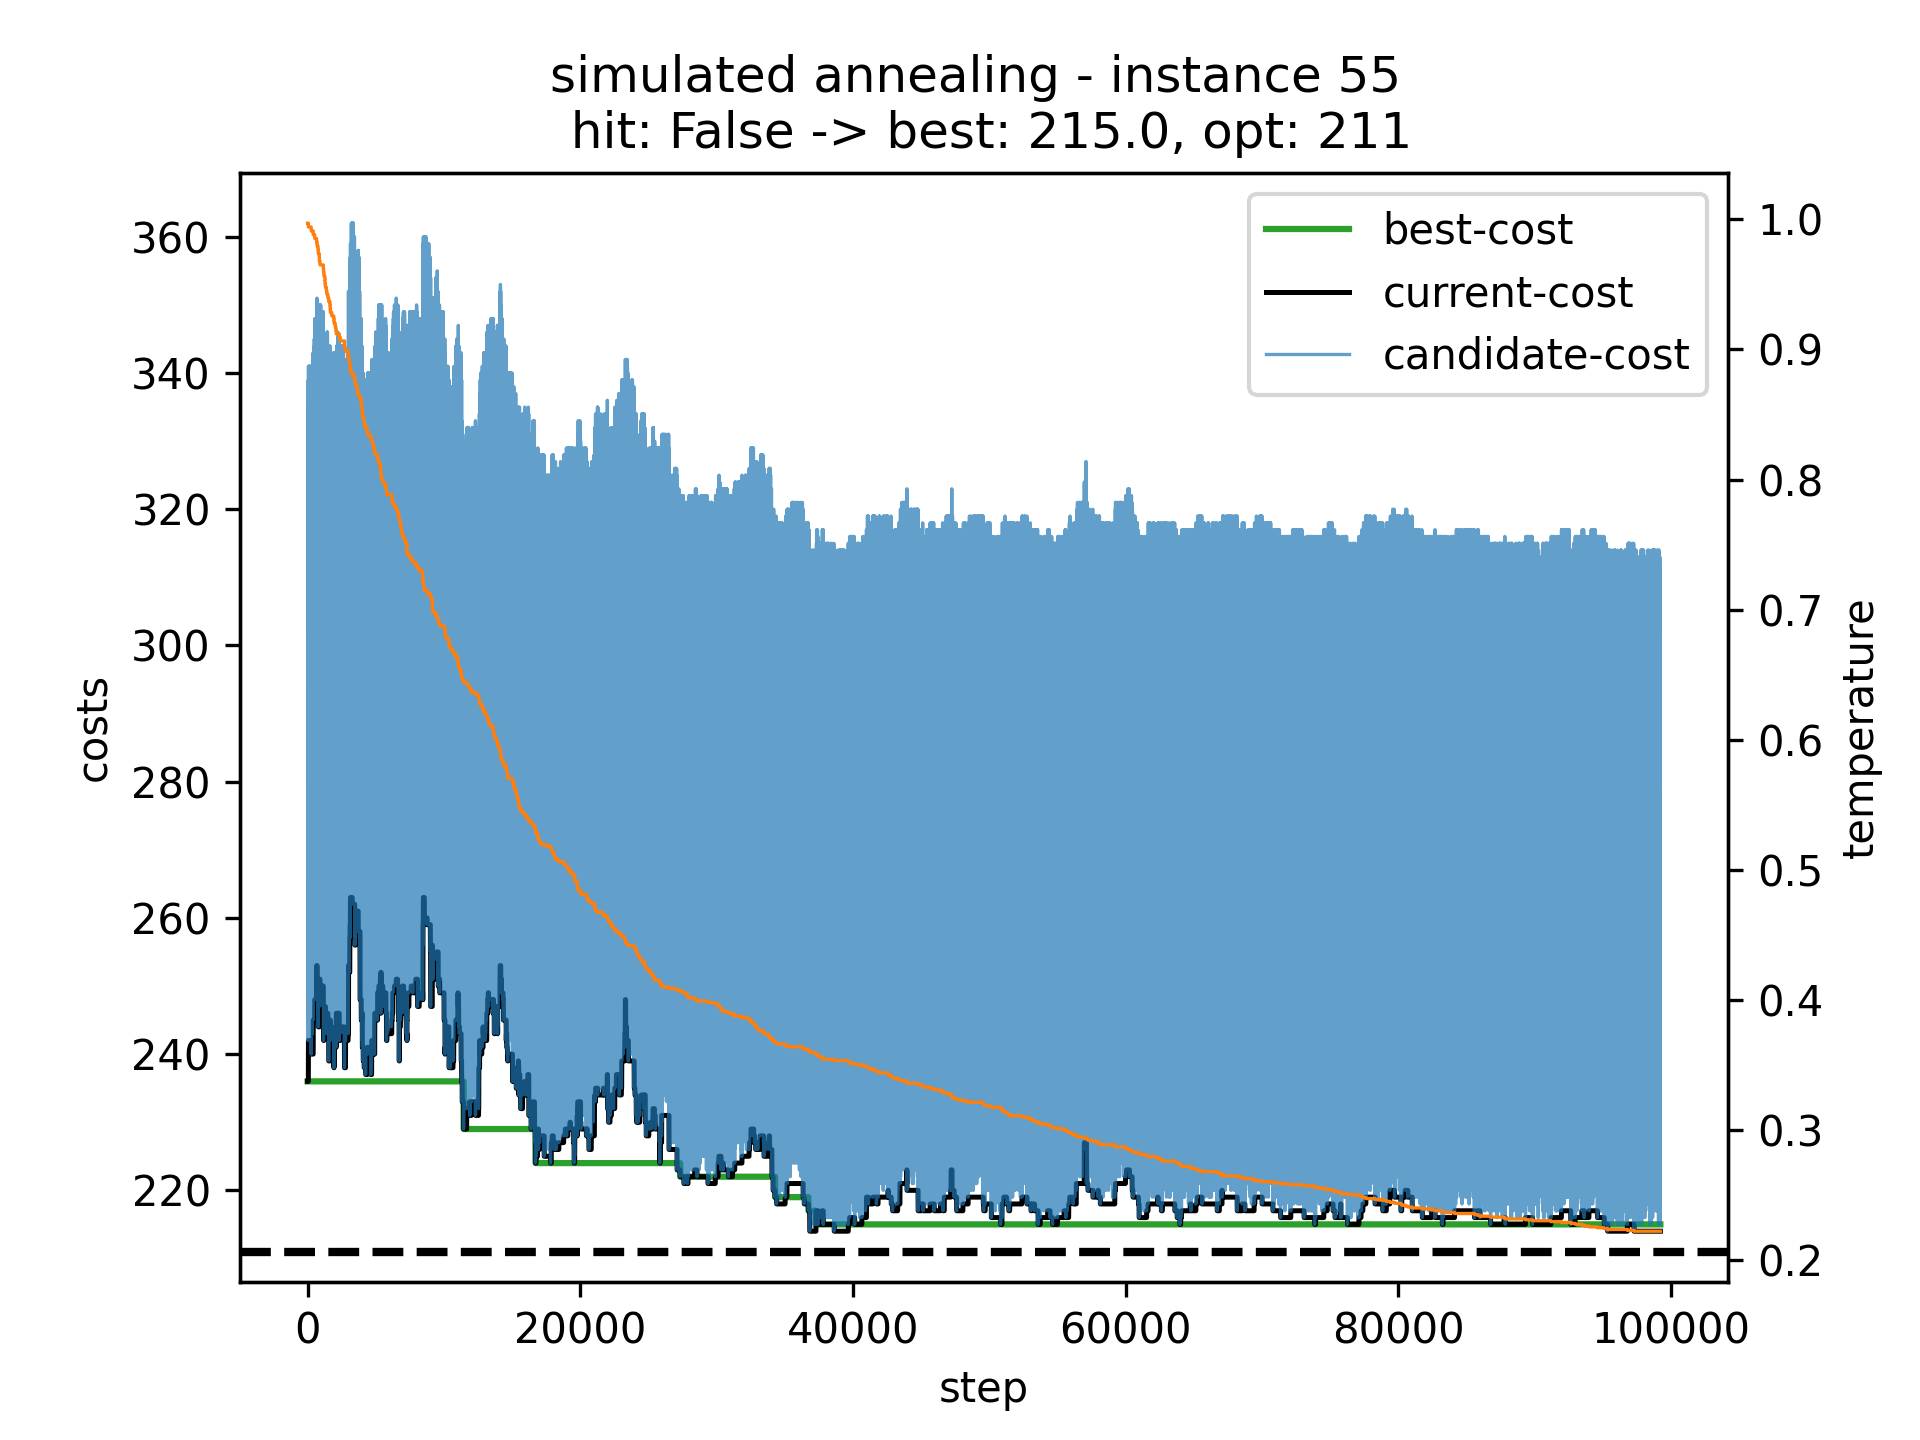 simulated annealing - instance 55
hit: False -> best: 215.0, opt: 211
best-cost
current-cost
candidate-cost
360
340
320
300
280
260
240
220
costs
1.0
0.9
0.8
0.7
0.6
0.5
0.4
0.3
0.2
temperature
0
20000
40000
60000
80000
100000
step